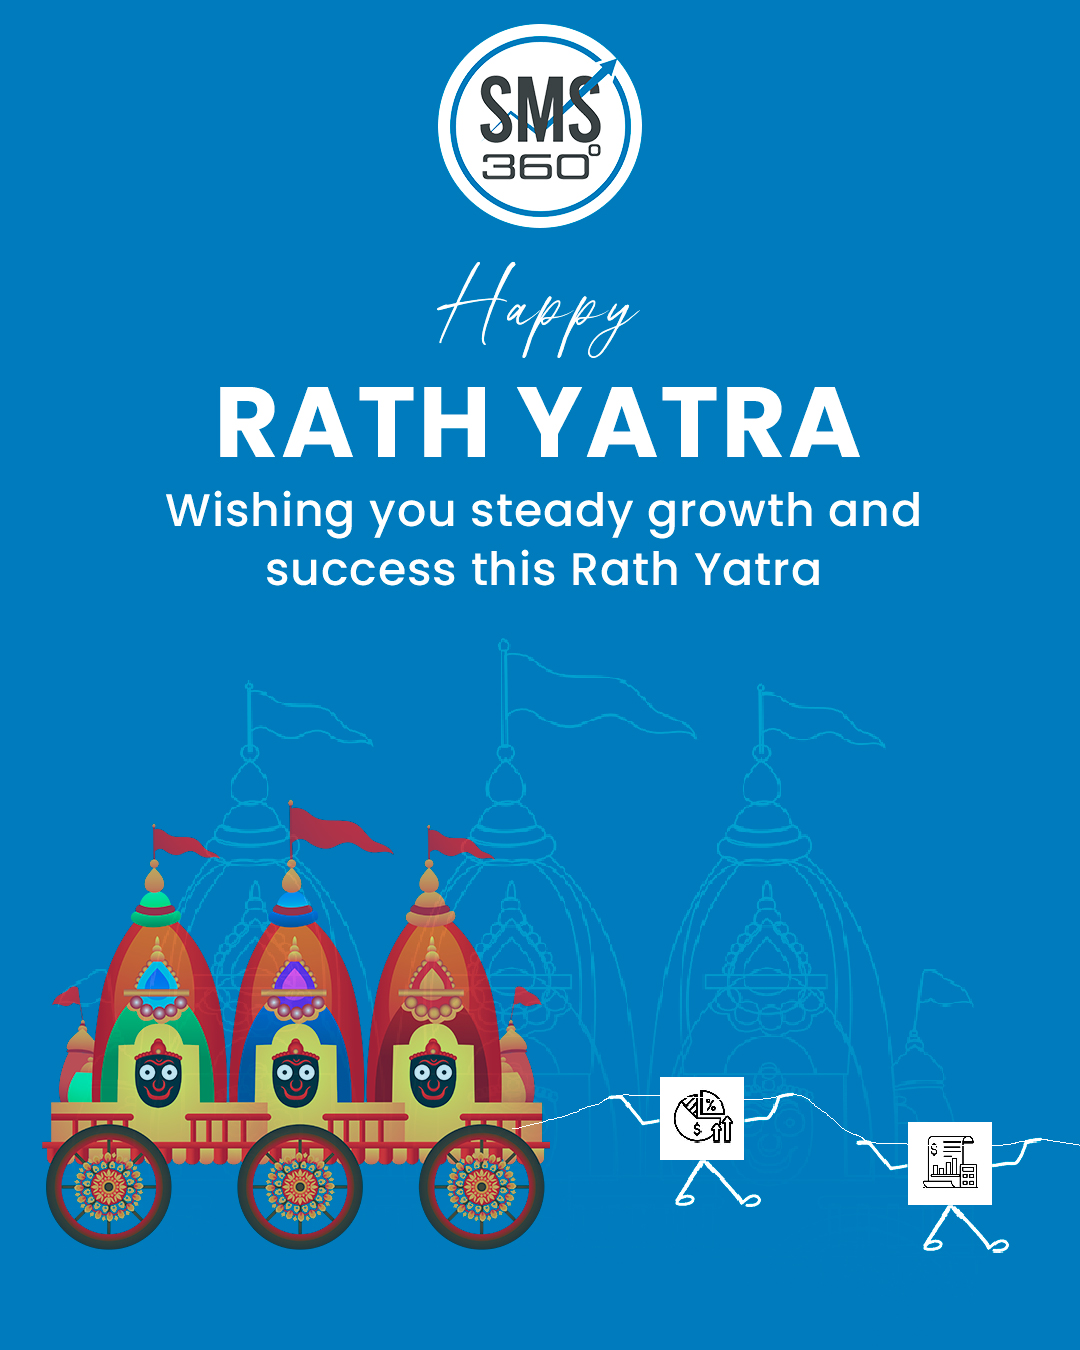 SMS
360°
Happy
RATH YATRA
Wishing you steady growth and
success this Rath Yatra
%
$
$